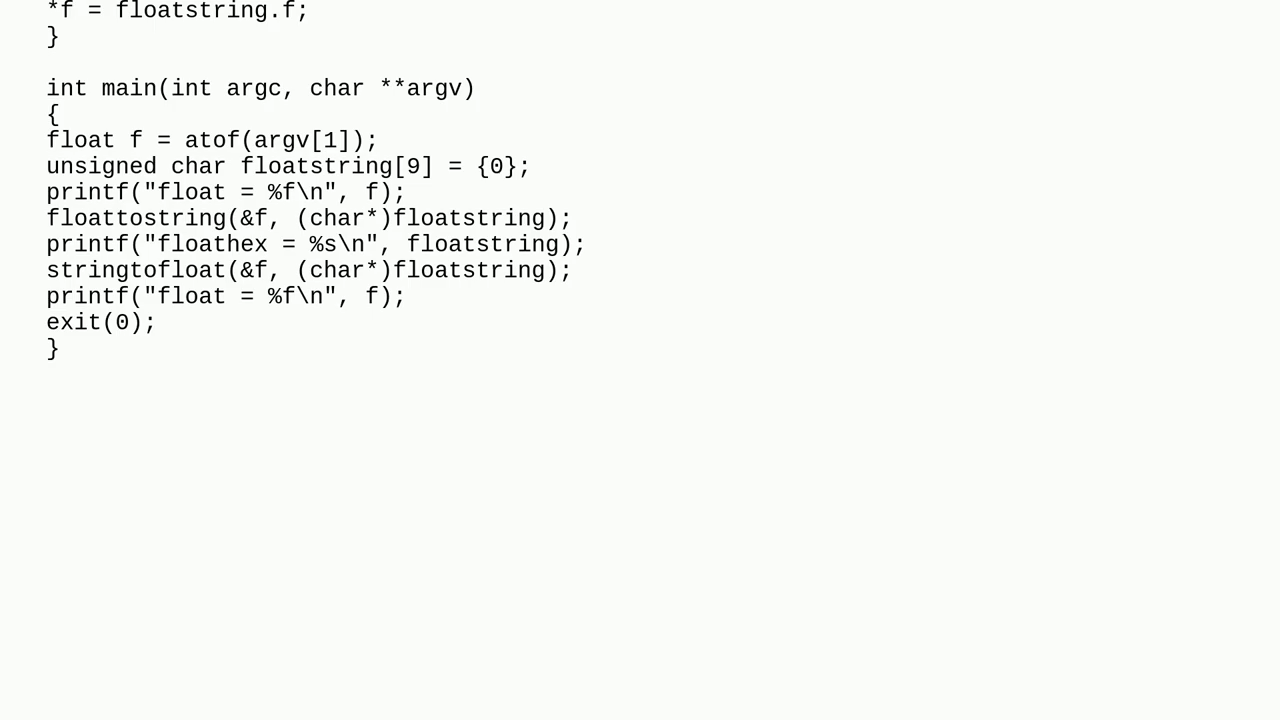 *f = floatstring.f;
}
int main(int argc, char **argv)
{
float f = atof(argv[1]);
unsigned char floatstring[9] = {0};
printf("float = %f\n", f);
floattostring(&f, (char*)floatstring);
printf("floathex = %s\n", floatstring);
stringtofloat(&f, (char*)floatstring);
printf("float = %f\n", f);
exit(0);
}